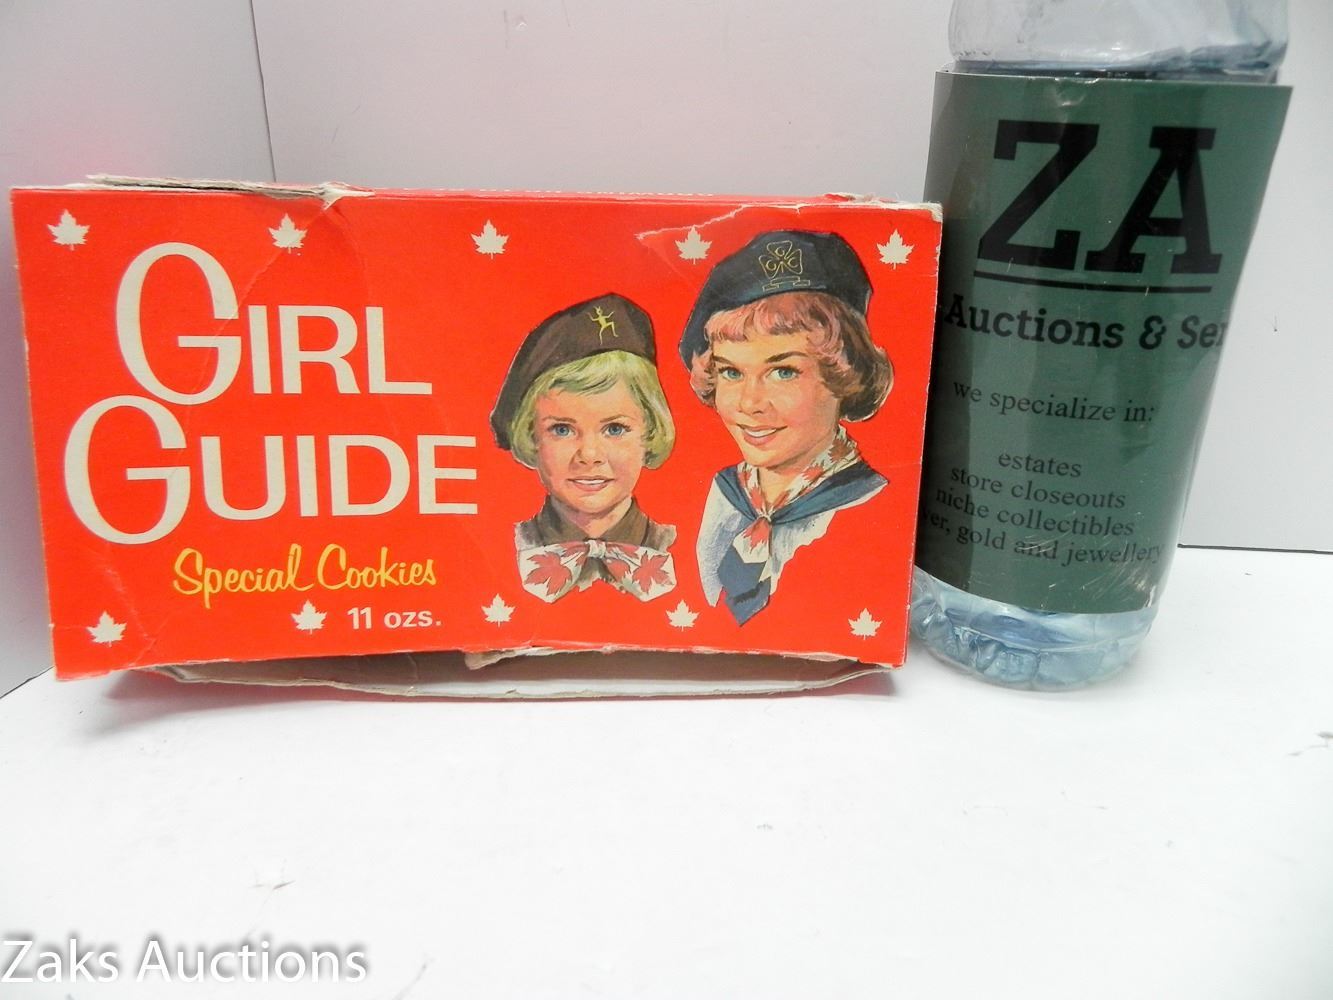 GIRL
GUIDE
Special Cookies
11 ozs.
ZA
Auctions &
we specialize in:
estates
store closeouts
niche collectibles
gold and jewellery
Zaks Auctions